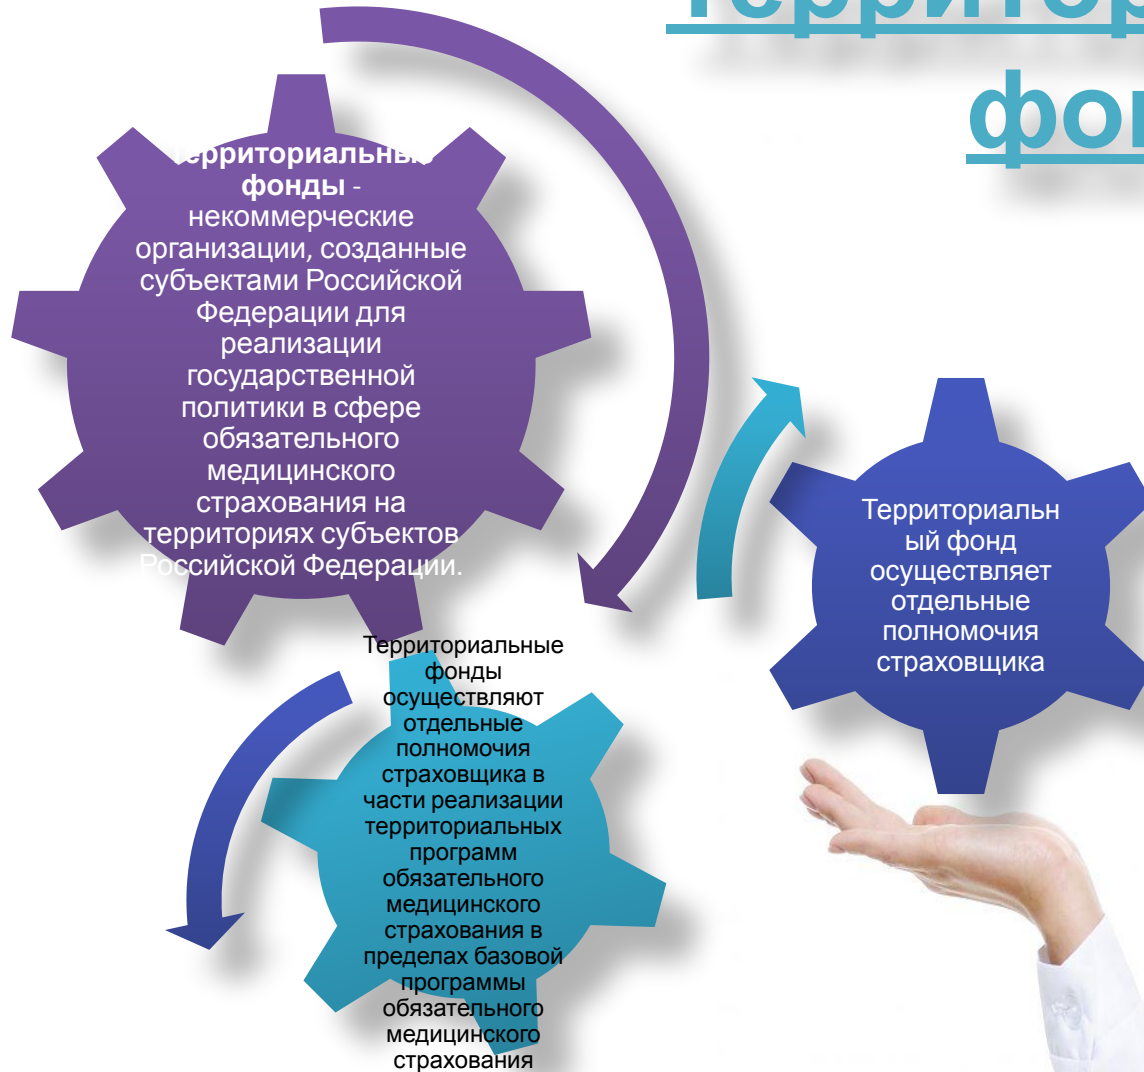 Территор
фон
Территориальные
фонды -
некоммерческие
организации, созданные
субъектами Российской
Федерации для
реализации
государственной
политики в сфере
обязательного
медицинского
страхования на
территориях субъектов
Российской Федерации.
Территориальн
ый фонд
осуществляет
отдельные
полномочия
страховщика
Территориальные
фонды
осуществляют
отдельные
полномочия
страховщика в
части реализации
территориальных
программ
обязательного
медицинского
страхования в
пределах базовой
программы
обязательного
медицинского
страхования